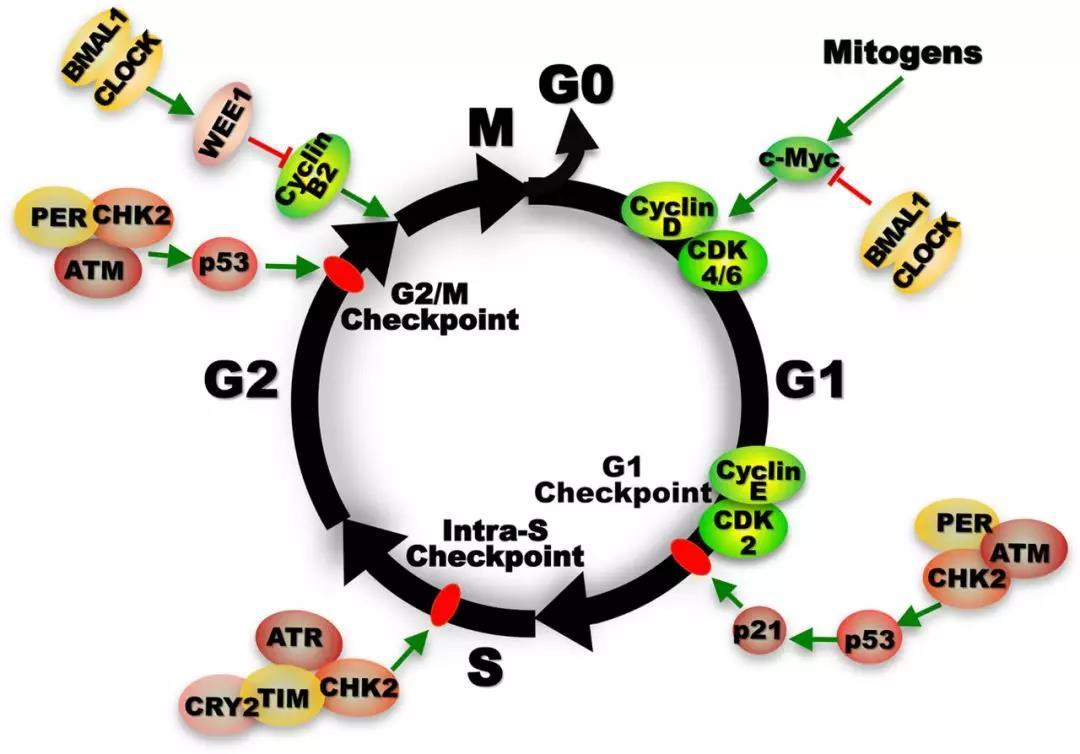 BMAL1
CLOCK
WEE1
Cyclin
B2
M
G0
Mitogens
c-Myc
BMAL1
CLOCK
Cyclin
D
CDK
4/6
PER
CHK2
ATM
p53
G2/M
Checkpoint
G2
G1
G1
Checkpoint
Cyclin
E
CDK
2
PER
ATM
CHK2
p53
p21
Intra-S
Checkpoint
S
ATR
CRY2
TIM
CHK2